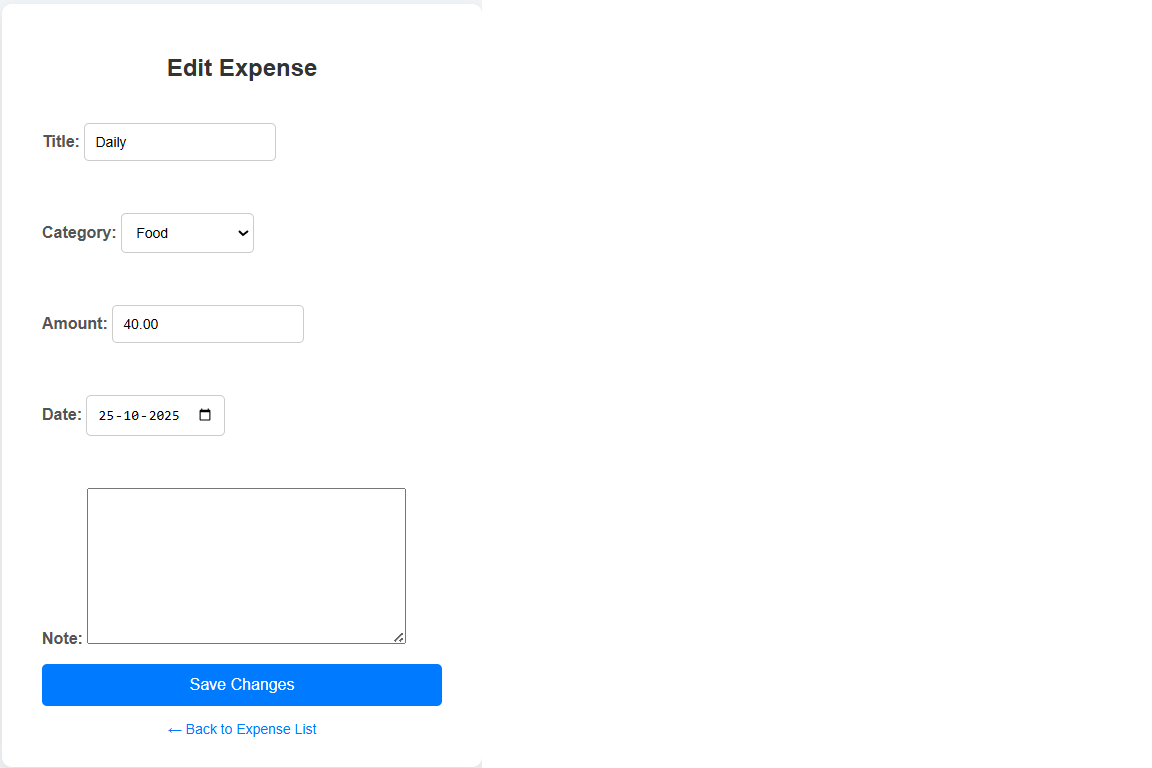 Edit Expense
Title: Daily
Category: Food
Amount: 40.00
Date: 25-10-2025
Note:
Save Changes
← Back to Expense List